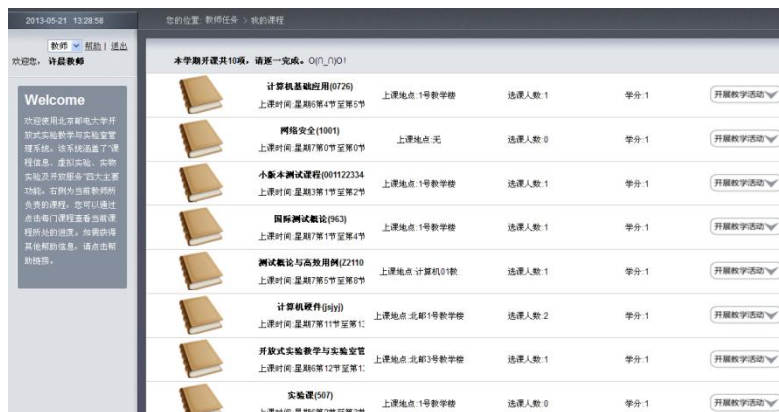 2013-05-21 13:28:58
您的位置: 教师任务 > 我的课程
教师 帮助 | 退出
欢迎您, 许晨教师
本学期开课共10项，请逐一完成。O(∩_∩)O!
Welcome
欢迎使用北京邮电大学开
放式实验教学与实验室管
理系统。该系统涵盖了“课
程信息、虚拟实验、实物
实验及开放服务”四大主要
功能。右列为当前教师所
负责的课程，您可以通过
点击每门课程查看当前课
程所处的进度。如需获得
其他帮助信息，请点击帮
助链接。
计算机基础应用(0726)
上课时间:星期6第4节至第5节
上课地点:1号教学楼 选课人数:1 学分:1 开展教学活动
网络安全(1001)
上课时间:星期7第0节至第0节
上课地点:无 选课人数:0 学分:1 开展教学活动
小新本测试课程(001122334
上课时间:星期3第1节至第2节
上课地点:1号教学楼 选课人数:1 学分:1 开展教学活动
国际测试概论(963)
上课时间:星期7第1节至第4节
上课地点:1号教学楼 选课人数:1 学分:1 开展教学活动
测试概论与高效用例(Z2110
上课时间:星期7第5节至第8节
上课地点:计算机01教 选课人数:1 学分:1 开展教学活动
计算机硬件(jsjyj)
上课时间:星期7第11节至第1
上课地点:北邮1号教学楼 选课人数:2 学分:1 开展教学活动
开放式实验教学与实验室管
上课时间:星期6第12节至第1
上课地点:北邮3号教学楼 选课人数:1 学分:1 开展教学活动
实验课(507)
上课地点:1号教学楼 选课人数:0 学分:1 开展教学活动